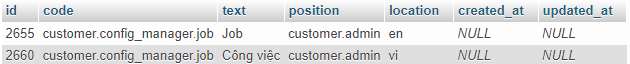 id code text position location created_at updated_at
2655 customer.config_manager.job Job customer.admin en NULL NULL
2660 customer.config_manager.job Công việc customer.admin vi NULL NULL